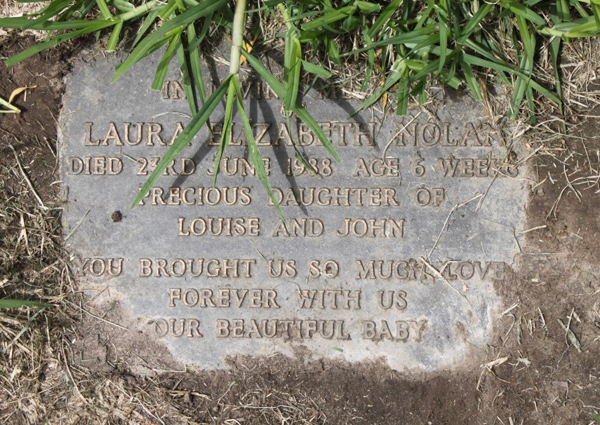 IN
LAURA ELIZABETH NOLAN
DIED 23RD JUNE 1988 AGE 6 WEEKS
PRECIOUS DAUGHTER OF
LOUISE AND JOHN
YOU BROUGHT US SO MUCH LOVE
FOREVER WITH US
OUR BEAUTIFUL BABY